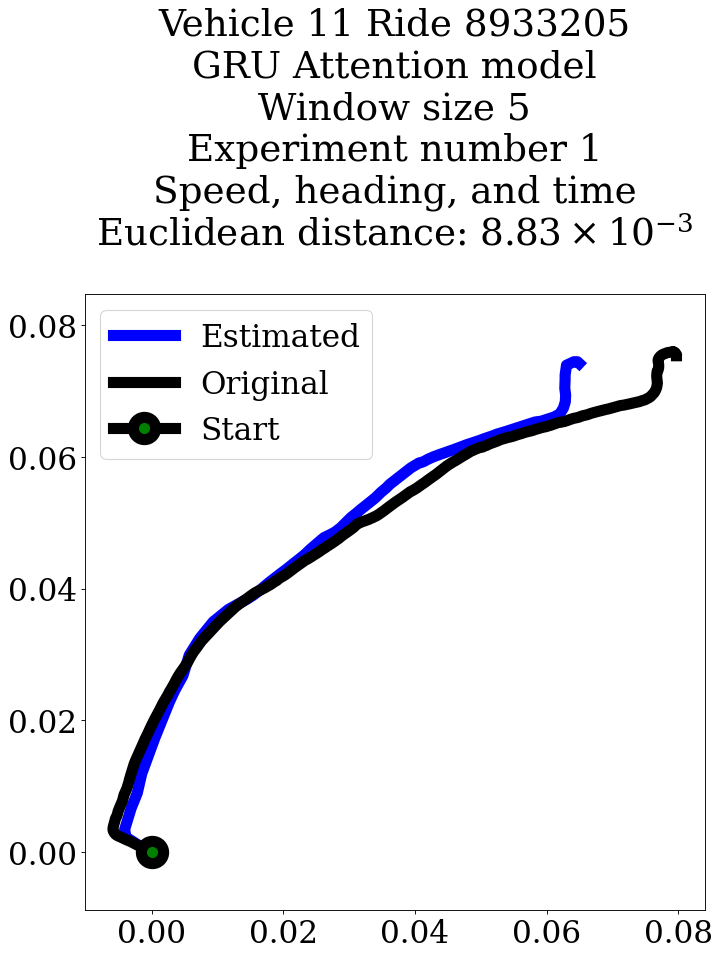 Vehicle 11 Ride 8933205
GRU Attention model
Window size 5
Experiment number 1
Speed, heading, and time
Euclidean distance: 8.83 × 10⁻³
Estimated
Original
Start
0.08
0.06
0.04
0.02
0.00
0.00 0.02 0.04 0.06 0.08